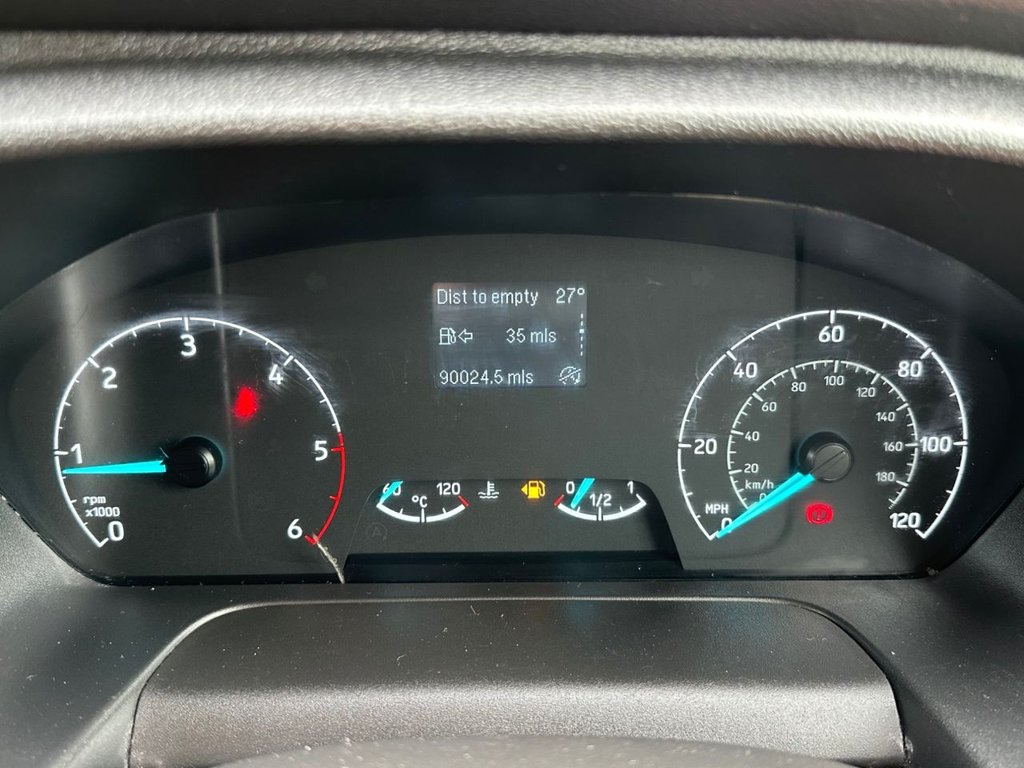 Dist to empty 27°
35 mls
90024.5 mls
0 1 2 3 4 5 6
rpm
x1000
60 120
°C
0 1/2 1
0 20 40 60 80 100 120
MPH
0 20 40 60 80 100 120 140 160 180
km/h
A